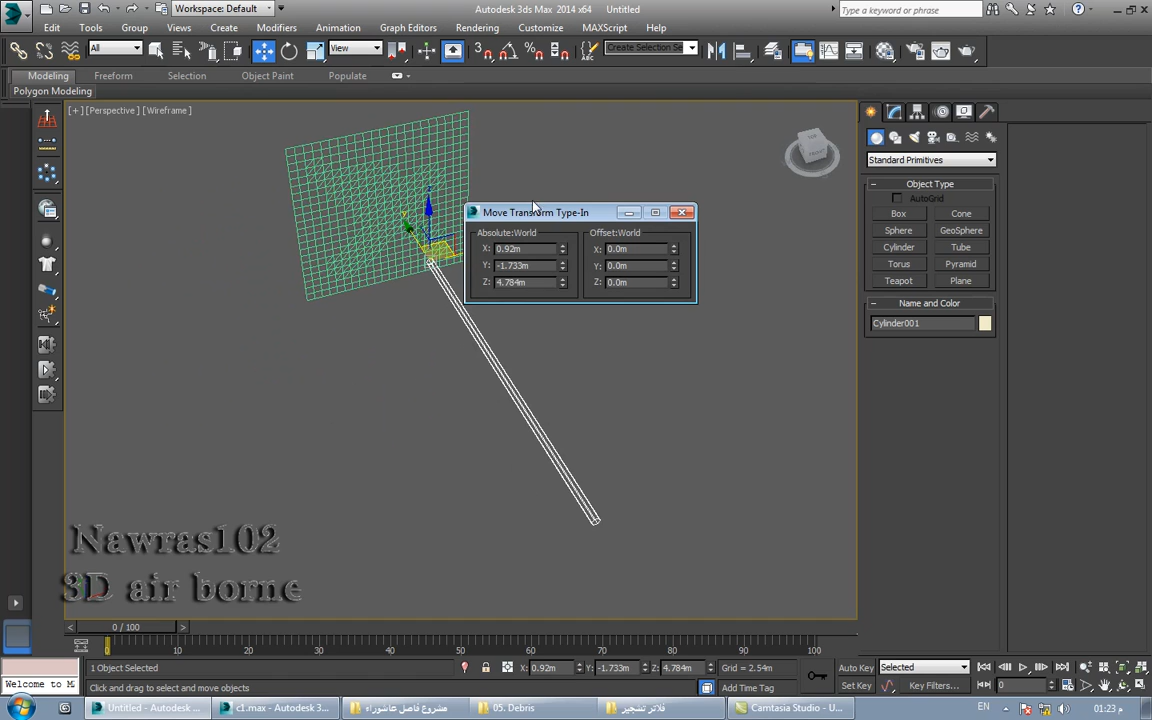 Workspace: Default
Autodesk 3ds Max 2014 x64    Untitled
Type a keyword or phrase
Edit Tools Group Views Create Modifiers Animation Graph Editors Rendering Customize MAXScript Help
All
View
Create Selection Se
Modeling Freeform Selection Object Paint Populate
Polygon Modeling
[+] [Perspective] [Wireframe]
TOP
FRONT
Standard Primitives
Object Type
AutoGrid
Box Cone
Sphere GeoSphere
Cylinder Tube
Torus Pyramid
Teapot Plane
Name and Color
Cylinder001
Move Transform Type-In
Absolute:World Offset:World
X: 0.92m X: 0.0m
Y: -1.733m Y: 0.0m
Z: 4.784m Z: 0.0m
Nawras102
3D air borne
0 / 100
0 10 20 30 40 50 60 70 80 90 100
1 Object Selected X: 0.92m Y: -1.733m Z: 4.784m Grid = 2.54m Auto Key Selected
Welcome to M Click and drag to select and move objects Add Time Tag Set Key Key Filters... 0
Untitled - Autodesk ... c1.max - Autodesk 3... مشروع فاصل عاشوراء 05. Debris فلاتر تشجير Camtasia Studio - U... EN 01:23 م